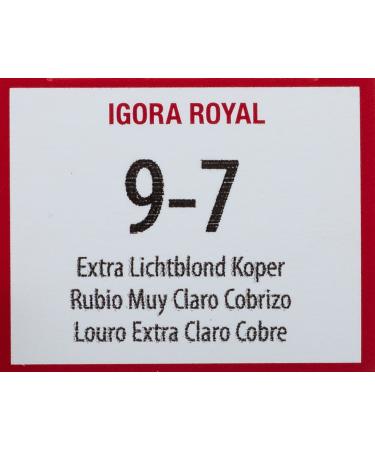 IGORA ROYAL
9-7
Extra Lichtblond Koper
Rubio Muy Claro Cobrizo
Louro Extra Claro Cobre